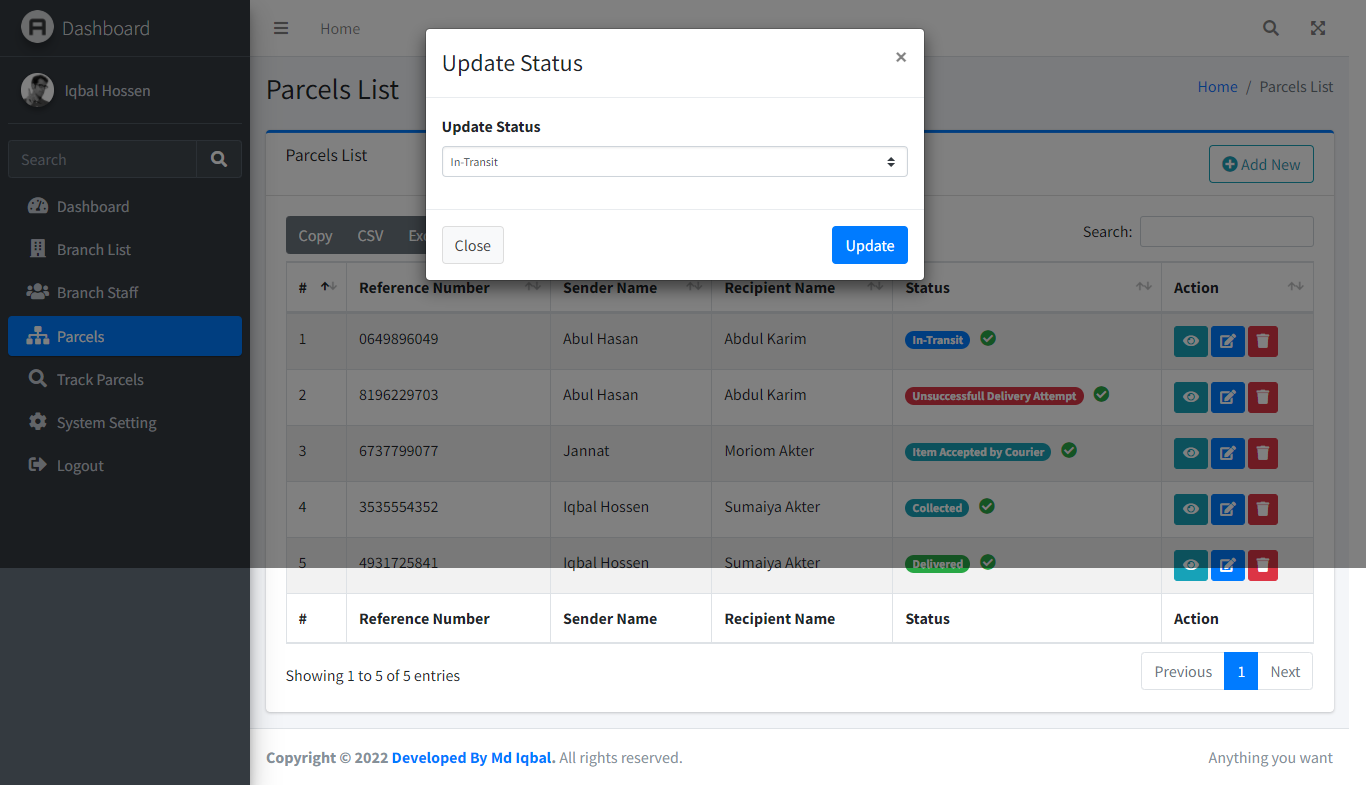 Dashboard
Iqbal Hossen
Search
Dashboard
Branch List
Branch Staff
Parcels
Track Parcels
System Setting
Logout
Home
Parcels List
Home / Parcels List
Update Status
×
Update Status
In-Transit
Close Update
Parcels List
Add New
Copy CSV
Search:
# Reference Number Sender Name Recipient Name Status Action
1 0649896049 Abul Hasan Abdul Karim In-Transit
2 8196229703 Abul Hasan Abdul Karim Unsuccessfull Delivery Attempt
3 6737799077 Jannat Moriom Akter Item Accepted by Courier
4 3535554352 Iqbal Hossen Sumaiya Akter Collected
5 4931725841 Iqbal Hossen Sumaiya Akter Delivered
# Reference Number Sender Name Recipient Name Status Action
Showing 1 to 5 of 5 entries
Previous 1 Next
Copyright © 2022 Developed By Md Iqbal. All rights reserved.
Anything you want